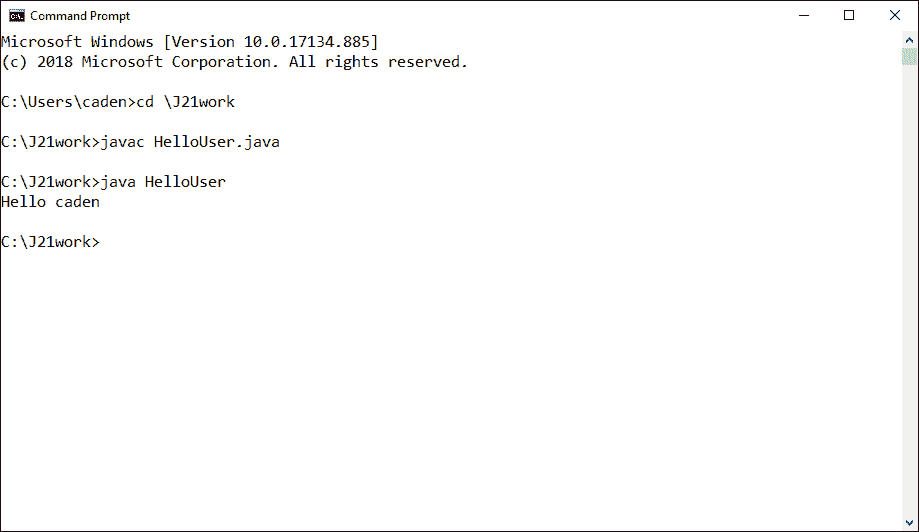 Command Prompt
Microsoft Windows [Version 10.0.17134.885]
(c) 2018 Microsoft Corporation. All rights reserved.
C:\Users\caden>cd \J21work
C:\J21work>javac HelloUser.java
C:\J21work>java HelloUser
Hello caden
C:\J21work>